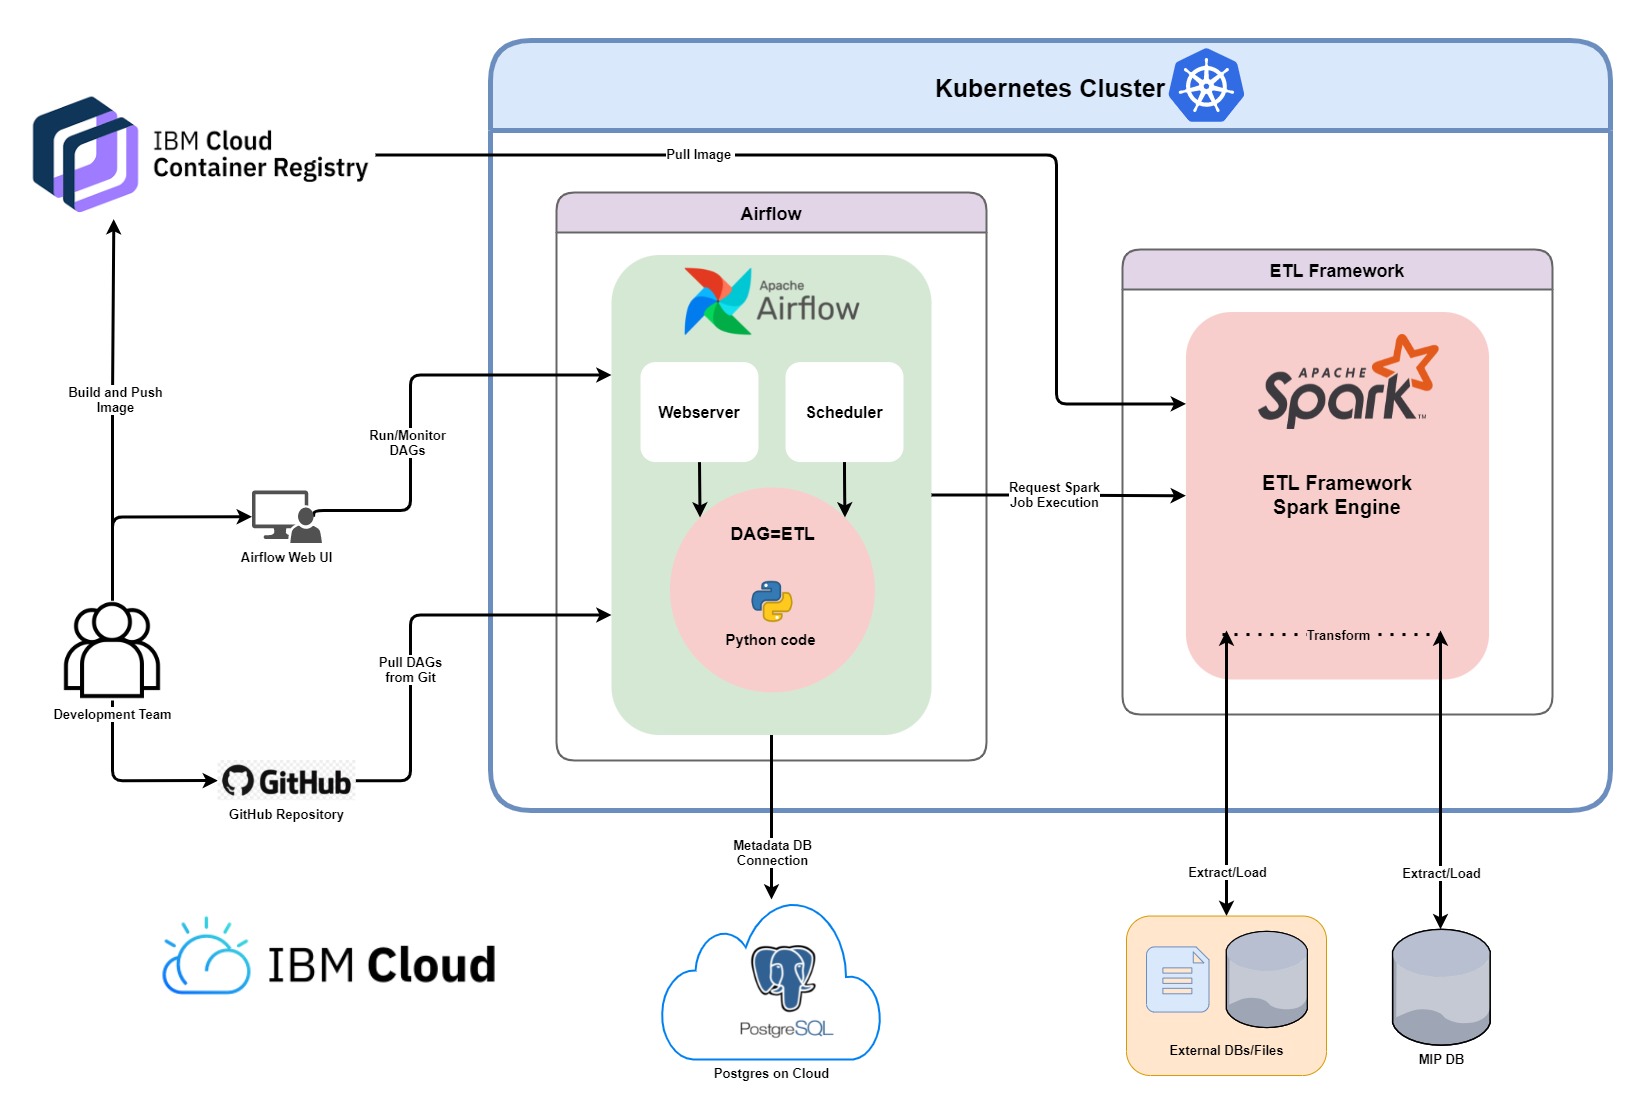 Kubernetes Cluster
IBM Cloud
Container Registry
Pull Image
Airflow
Apache
Airflow
ETL Framework
APACHE
Spark™
Webserver
Scheduler
Build and Push
Image
Run/Monitor
DAGs
ETL Framework
Spark Engine
Request Spark
Job Execution
DAG=ETL
Airflow Web UI
Python code
Transform
Pull DAGs
from Git
Development Team
GitHub
GitHub Repository
Metadata DB
Connection
Extract/Load
Extract/Load
IBM Cloud
PostgreSQL
External DBs/Files
MIP DB
Postgres on Cloud